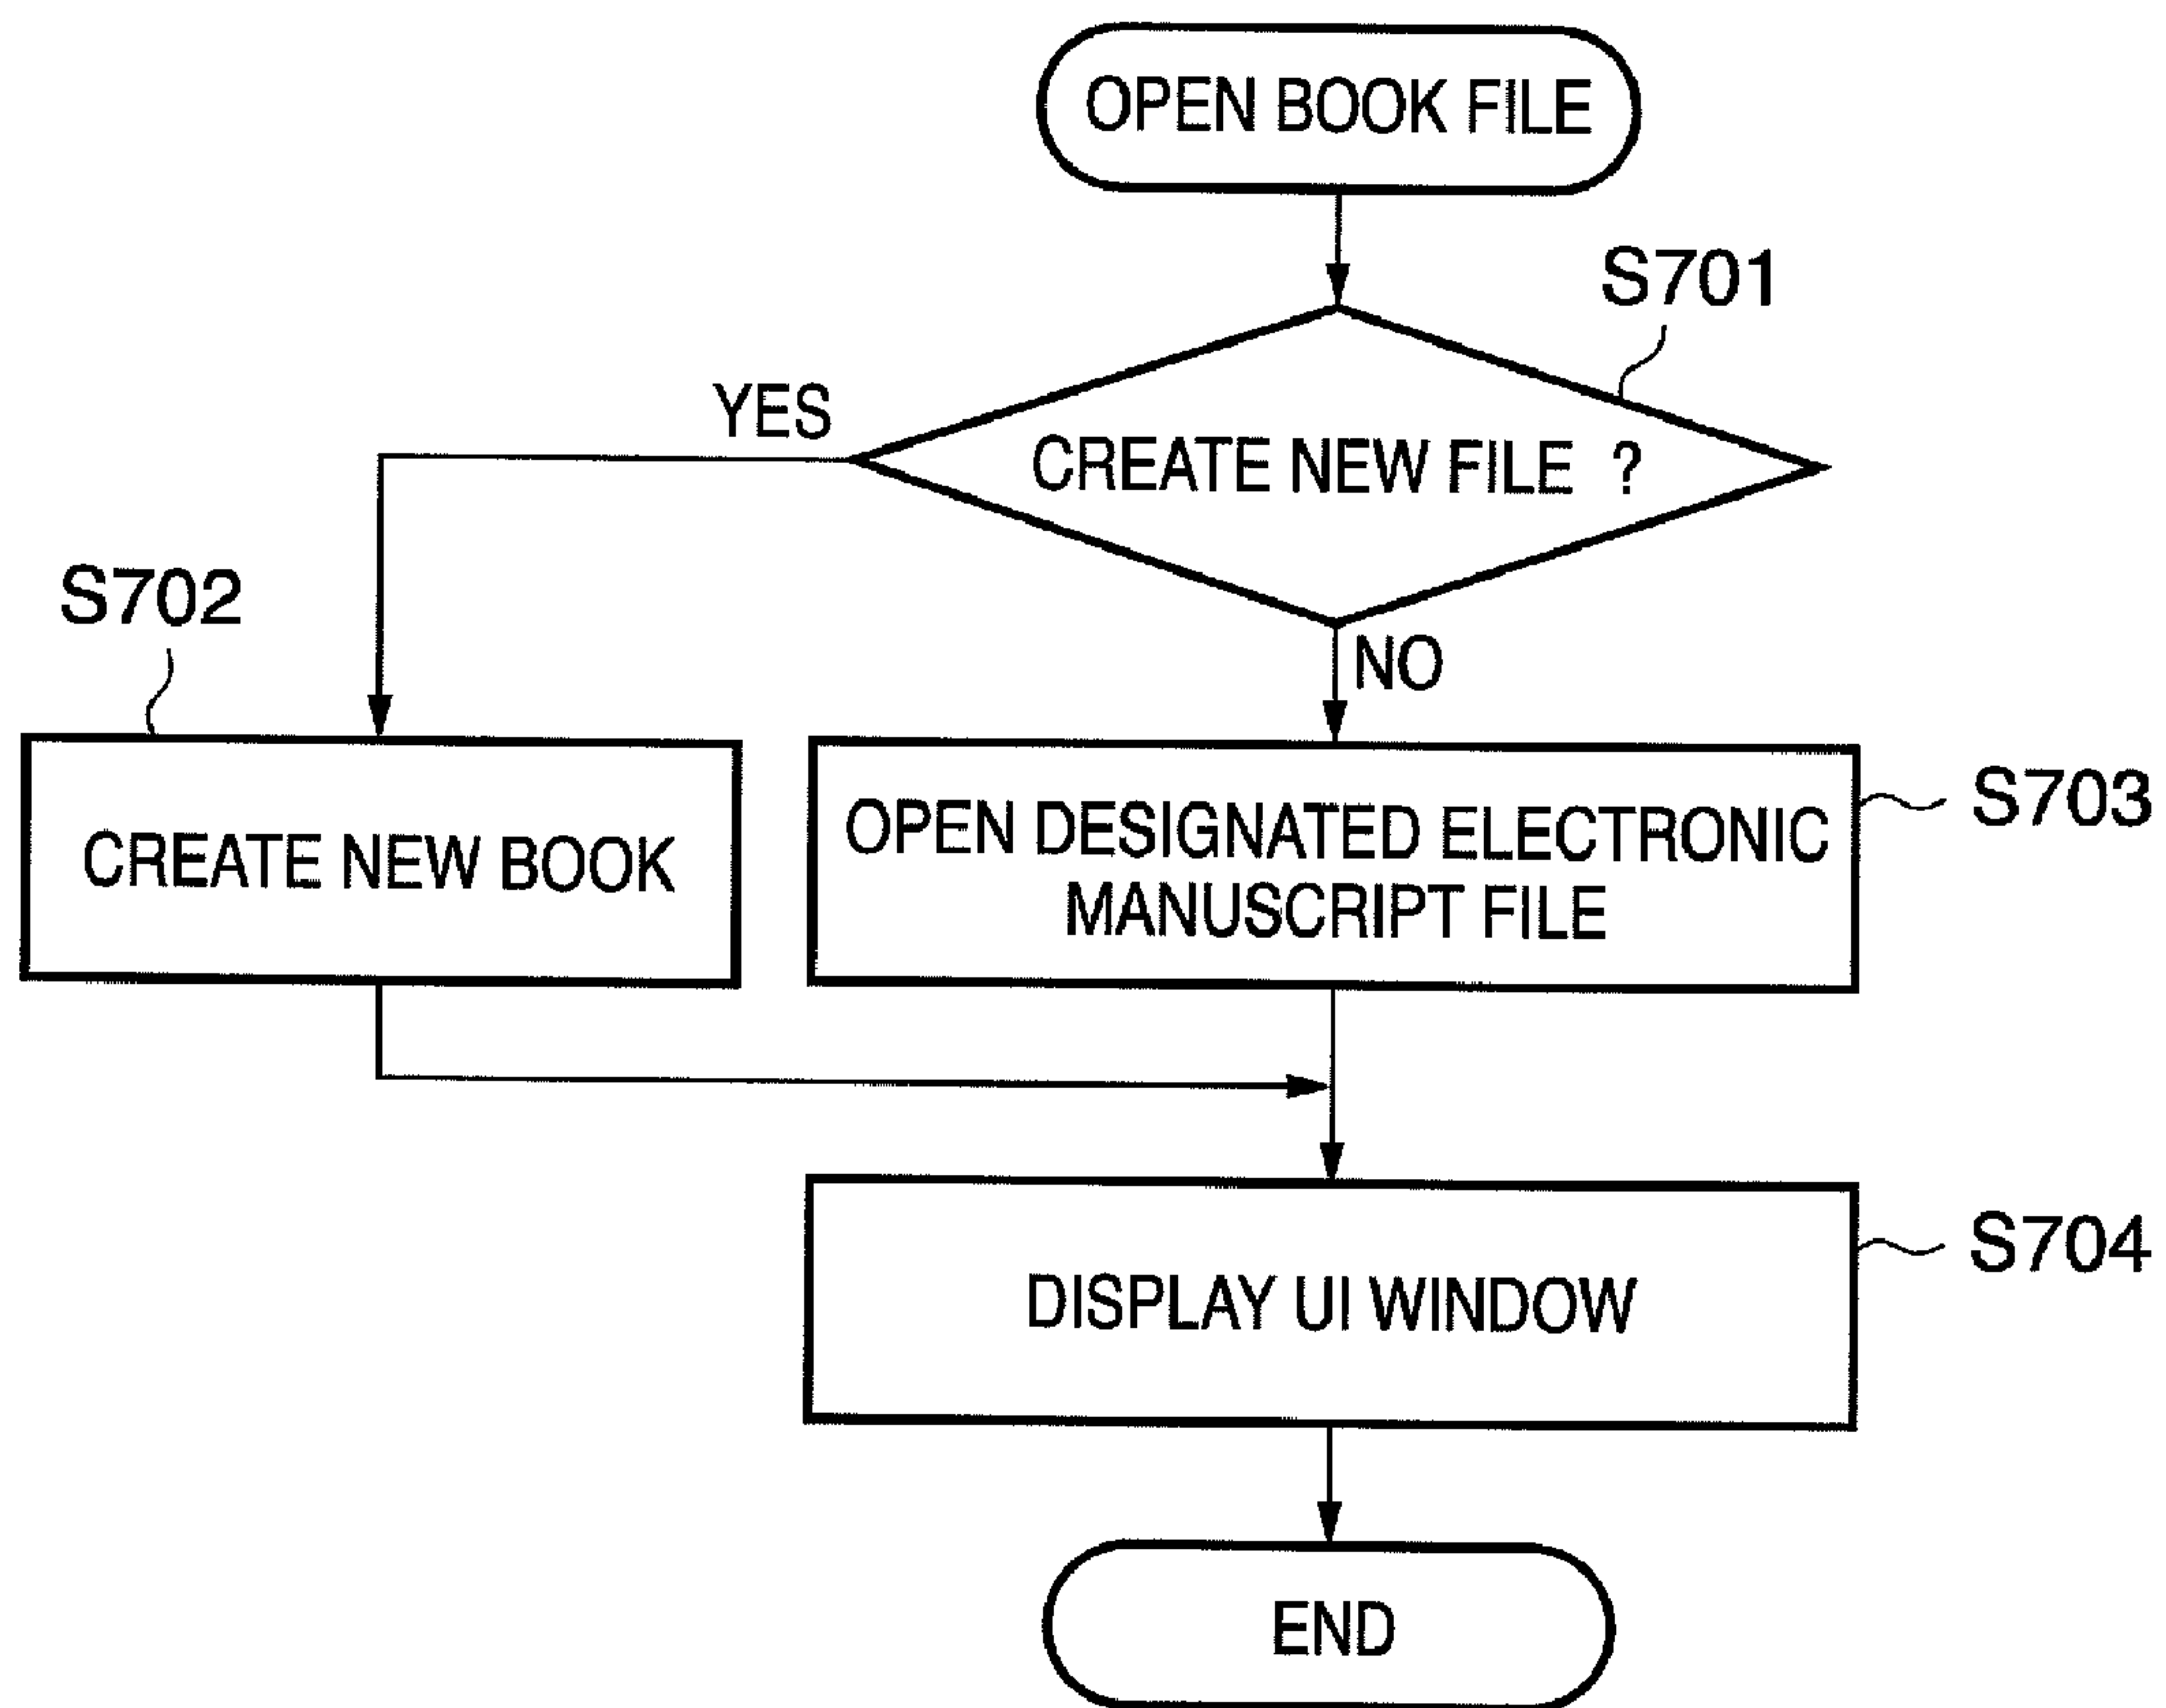 OPEN BOOK FILE
S701
YES
CREATE NEW FILE ?
S702
NO
CREATE NEW BOOK
OPEN DESIGNATED ELECTRONIC
MANUSCRIPT FILE
S703
S704
DISPLAY UI WINDOW
END